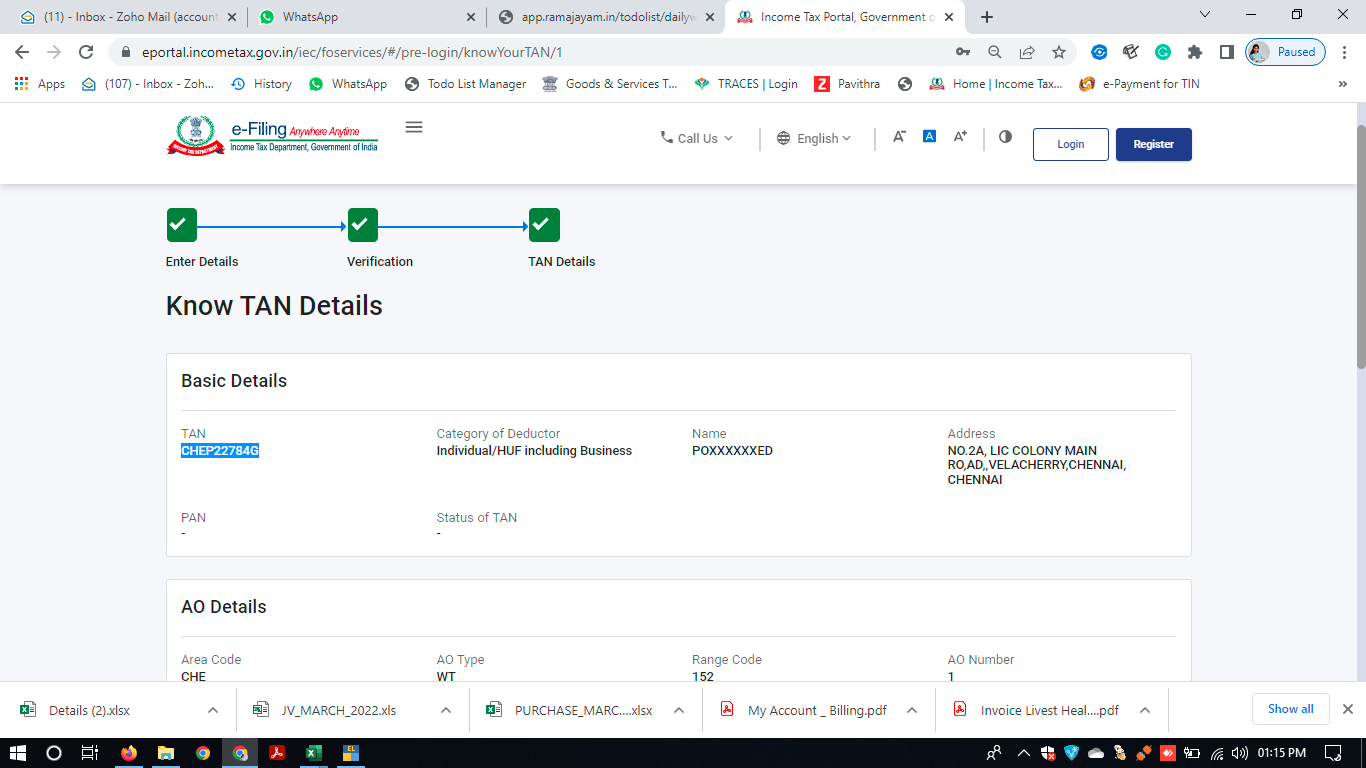 (11) - Inbox - Zoho Mail (account
WhatsApp
app.ramajayam.in/todolist/dailyw
Income Tax Portal, Government o
eportal.incometax.gov.in/iec/foservices/#/pre-login/knowYourTAN/1
Paused
Apps
(107) - Inbox - Zoh...
History
WhatsApp
Todo List Manager
Goods & Services T...
TRACES | Login
Pavithra
Home | Income Tax...
e-Payment for TIN
»
e-Filing Anywhere Anytime
Income Tax Department, Government of India
Call Us
English
A-
A
A+
Login
Register
Enter Details
Verification
TAN Details
Know TAN Details
Basic Details
TAN
CHEP22784G
Category of Deductor
Individual/HUF including Business
Name
POXXXXXXED
Address
NO.2A, LIC COLONY MAIN
RO,AD,,VELACHERRY,CHENNAI,
CHENNAI
PAN
-
Status of TAN
-
AO Details
Area Code
CHE
AO Type
WT
Range Code
152
AO Number
1
Details (2).xlsx
JV_MARCH_2022.xls
PURCHASE_MARC....xlsx
My Account _ Billing.pdf
Invoice Livest Heal....pdf
Show all
01:15 PM